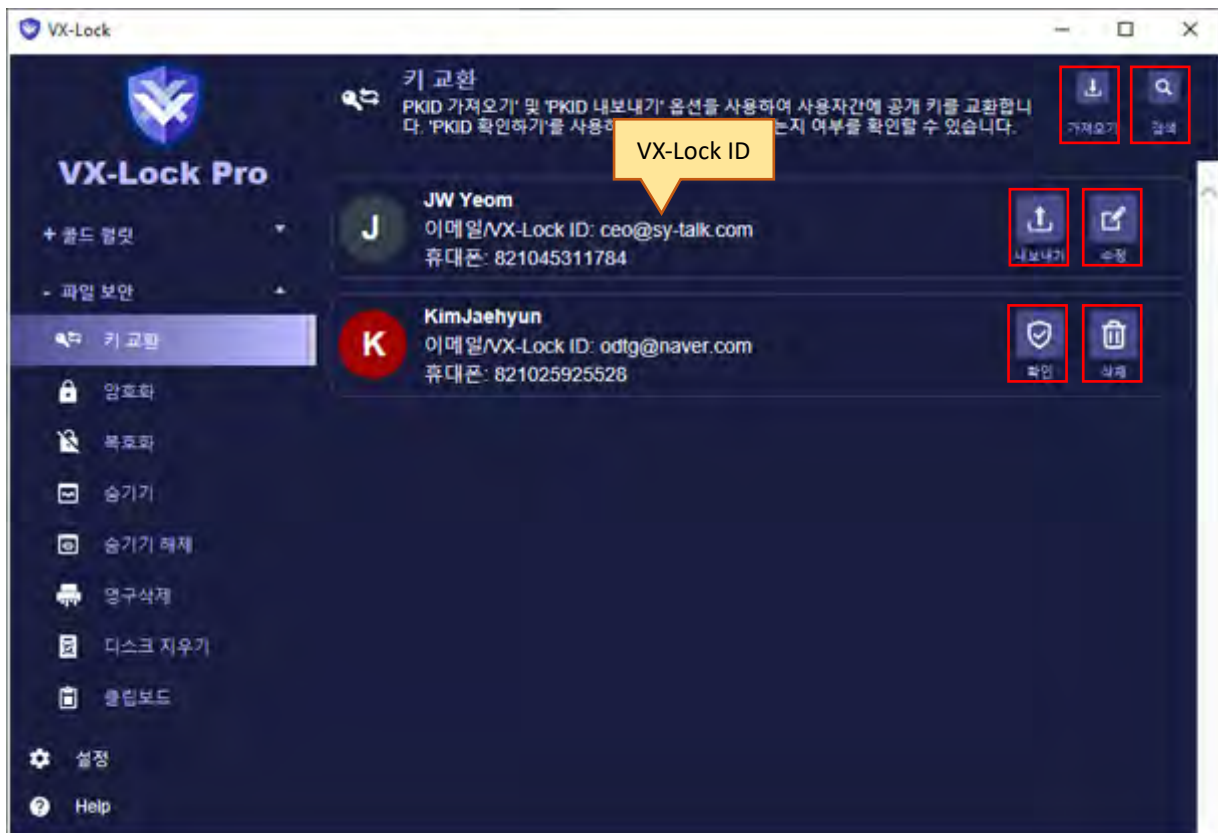 VX-Lock
VX-Lock Pro
+ 콜드 월릿
- 파일 보안
키 교환
암호화
복호화
숨기기
숨기기 해제
영구삭제
디스크 지우기
클립보드
설정
Help
키 교환
PKID 가져오기' 및 'PKID 내보내기' 옵션을 사용하여 사용자간에 공개 키를 교환합니
다. 'PKID 확인하기'를 사용하 는지 여부를 확인할 수 있습니다.
가져오기
검색
VX-Lock ID
J
JW Yeom
이메일/VX-Lock ID: ceo@sy-talk.com
휴대폰: 821045311784
내보내기
수정
K
KimJaehyun
이메일/VX-Lock ID: odtg@naver.com
휴대폰: 821025925528
확인
삭제